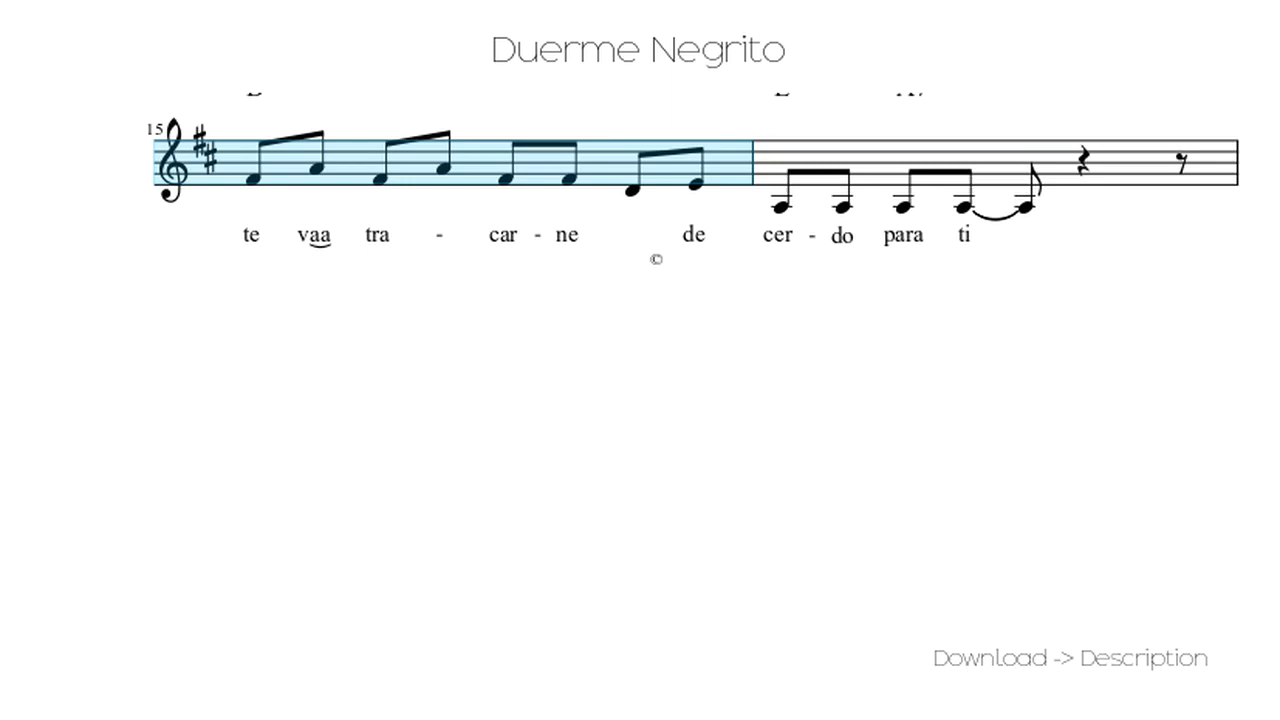 Duerme Negrito
15
te vaa tra - car - ne de cer - do para ti
©
Download -> Description